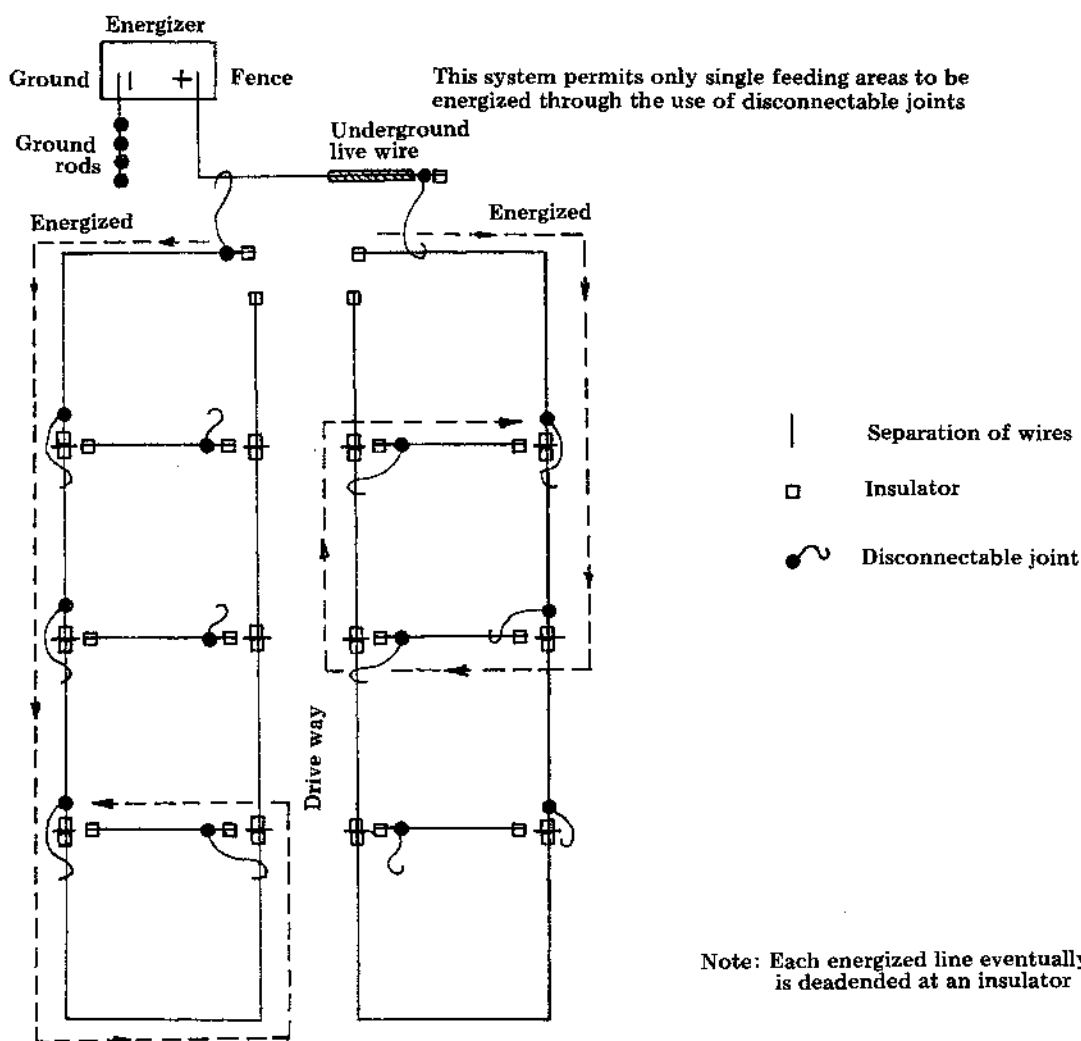 Energizer
Ground
− +
Fence
This system permits only single feeding areas to be
energized through the use of disconnectable joints
Ground
rods
Underground
live wire
Energized
Energized
Separation of wires
Insulator
Disconnectable joint
Drive way
Note: Each energized line eventually
is deadended at an insulator